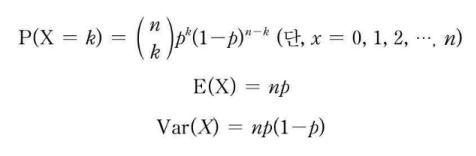 P(X = k) = (n k) p^k(1-p)^{n-k} (단, x = 0, 1, 2, ⋯, n)
E(X) = np
Var(X) = np(1-p)